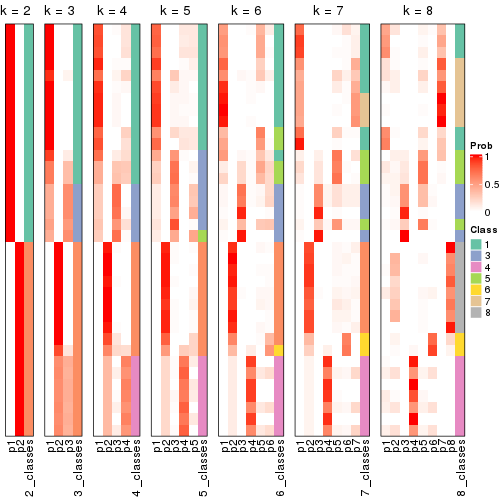 k = 2
k = 3
k = 4
k = 5
k = 6
k = 7
k = 8
Prob
1
0.5
0
Class
1
3
4
5
6
7
8
p1
p2
2_classes
p1
p2
p3
3_classes
p1
p2
p3
p4
4_classes
p1
p2
p3
p4
p5
5_classes
p1
p2
p3
p4
p5
p6
6_classes
p1
p2
p3
p4
p5
p6
p7
7_classes
p1
p2
p3
p4
p5
p6
p7
p8
8_classes